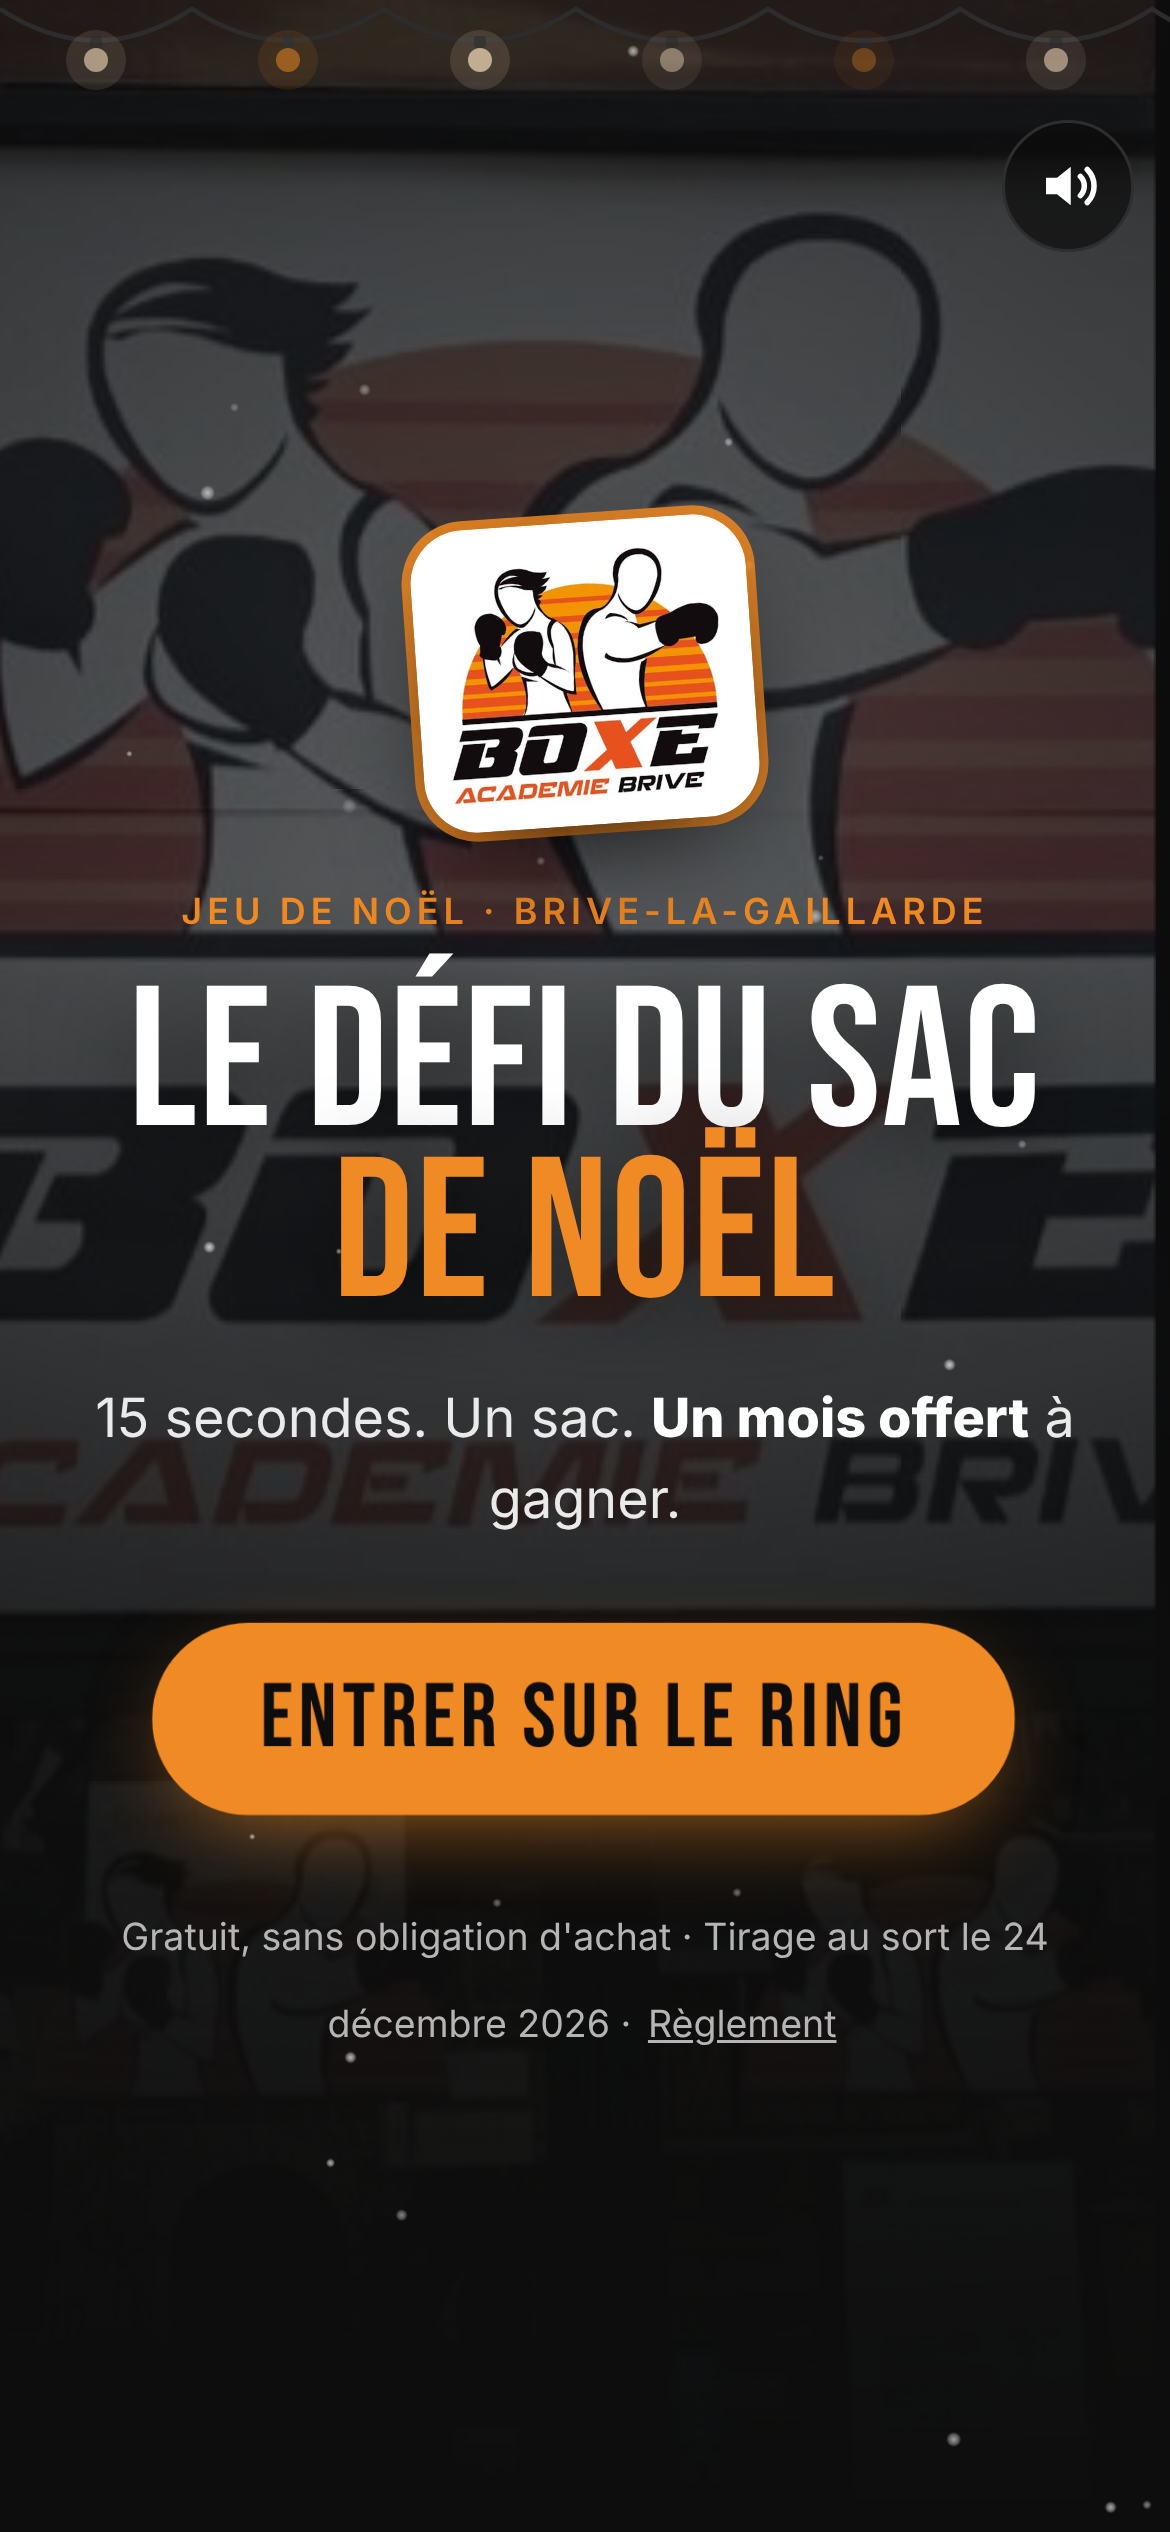 BOXE
ACADEMIE BRIVE
JEU DE NOËL · BRIVE-LA-GAILLARDE
LE DÉFI DU SAC
DE NOËL
15 secondes. Un sac. Un mois offert à
gagner.
ENTRER SUR LE RING
Gratuit, sans obligation d'achat · Tirage au sort le 24
décembre 2026 · Règlement